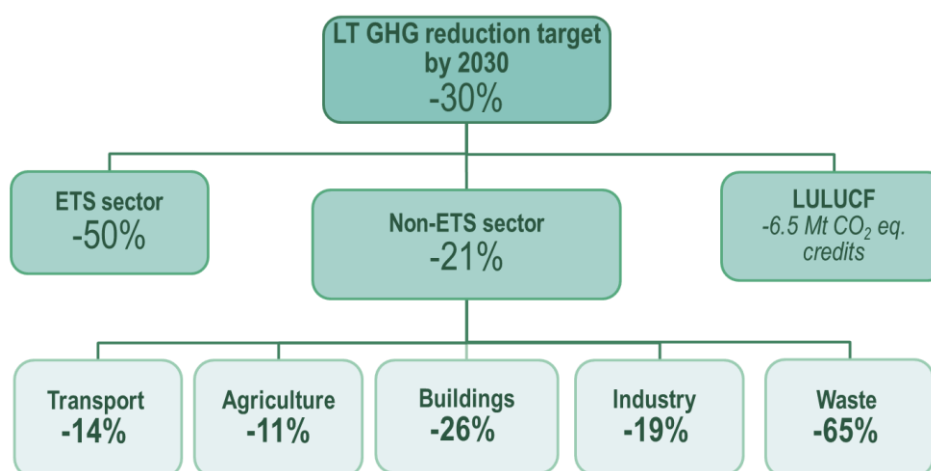 LT GHG reduction target
by 2030
-30%
ETS sector
-50%
Non-ETS sector
-21%
LULUCF
-6.5 Mt CO₂ eq.
credits
Transport
-14%
Agriculture
-11%
Buildings
-26%
Industry
-19%
Waste
-65%